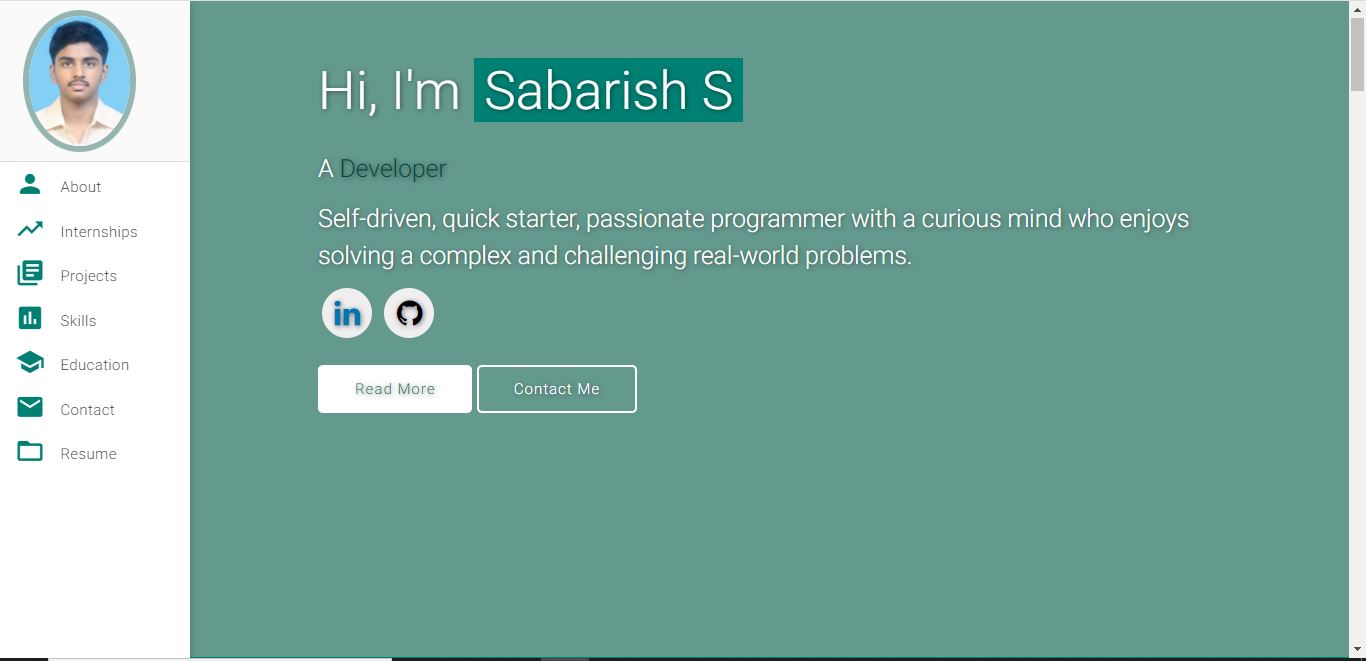 About
Internships
Projects
Skills
Education
Contact
Resume
Hi, I'm Sabarish S
A Developer
Self-driven, quick starter, passionate programmer with a curious mind who enjoys
solving a complex and challenging real-world problems.
in
Read More Contact Me